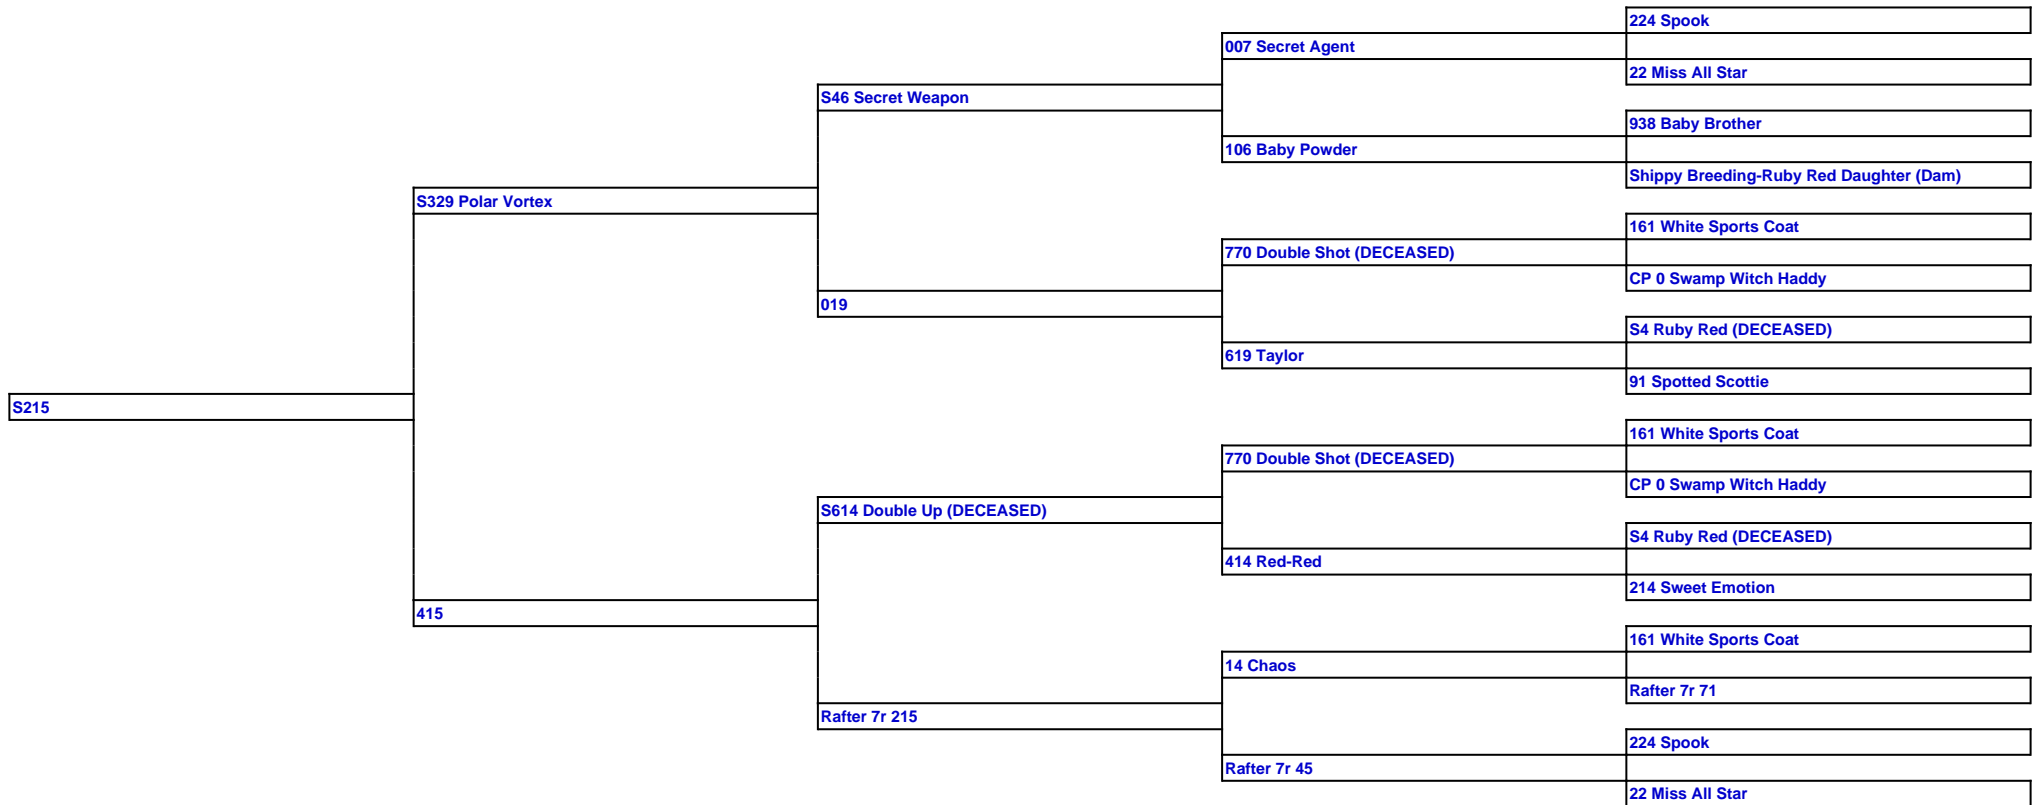 224 Spook
007 Secret Agent
22 Miss All Star
S46 Secret Weapon
938 Baby Brother
106 Baby Powder
Shippy Breeding-Ruby Red Daughter (Dam)
S329 Polar Vortex
161 White Sports Coat
770 Double Shot (DECEASED)
CP 0 Swamp Witch Haddy
019
S4 Ruby Red (DECEASED)
619 Taylor
91 Spotted Scottie
S215
161 White Sports Coat
770 Double Shot (DECEASED)
CP 0 Swamp Witch Haddy
S614 Double Up (DECEASED)
S4 Ruby Red (DECEASED)
414 Red-Red
214 Sweet Emotion
415
161 White Sports Coat
14 Chaos
Rafter 7r 71
Rafter 7r 215
224 Spook
Rafter 7r 45
22 Miss All Star